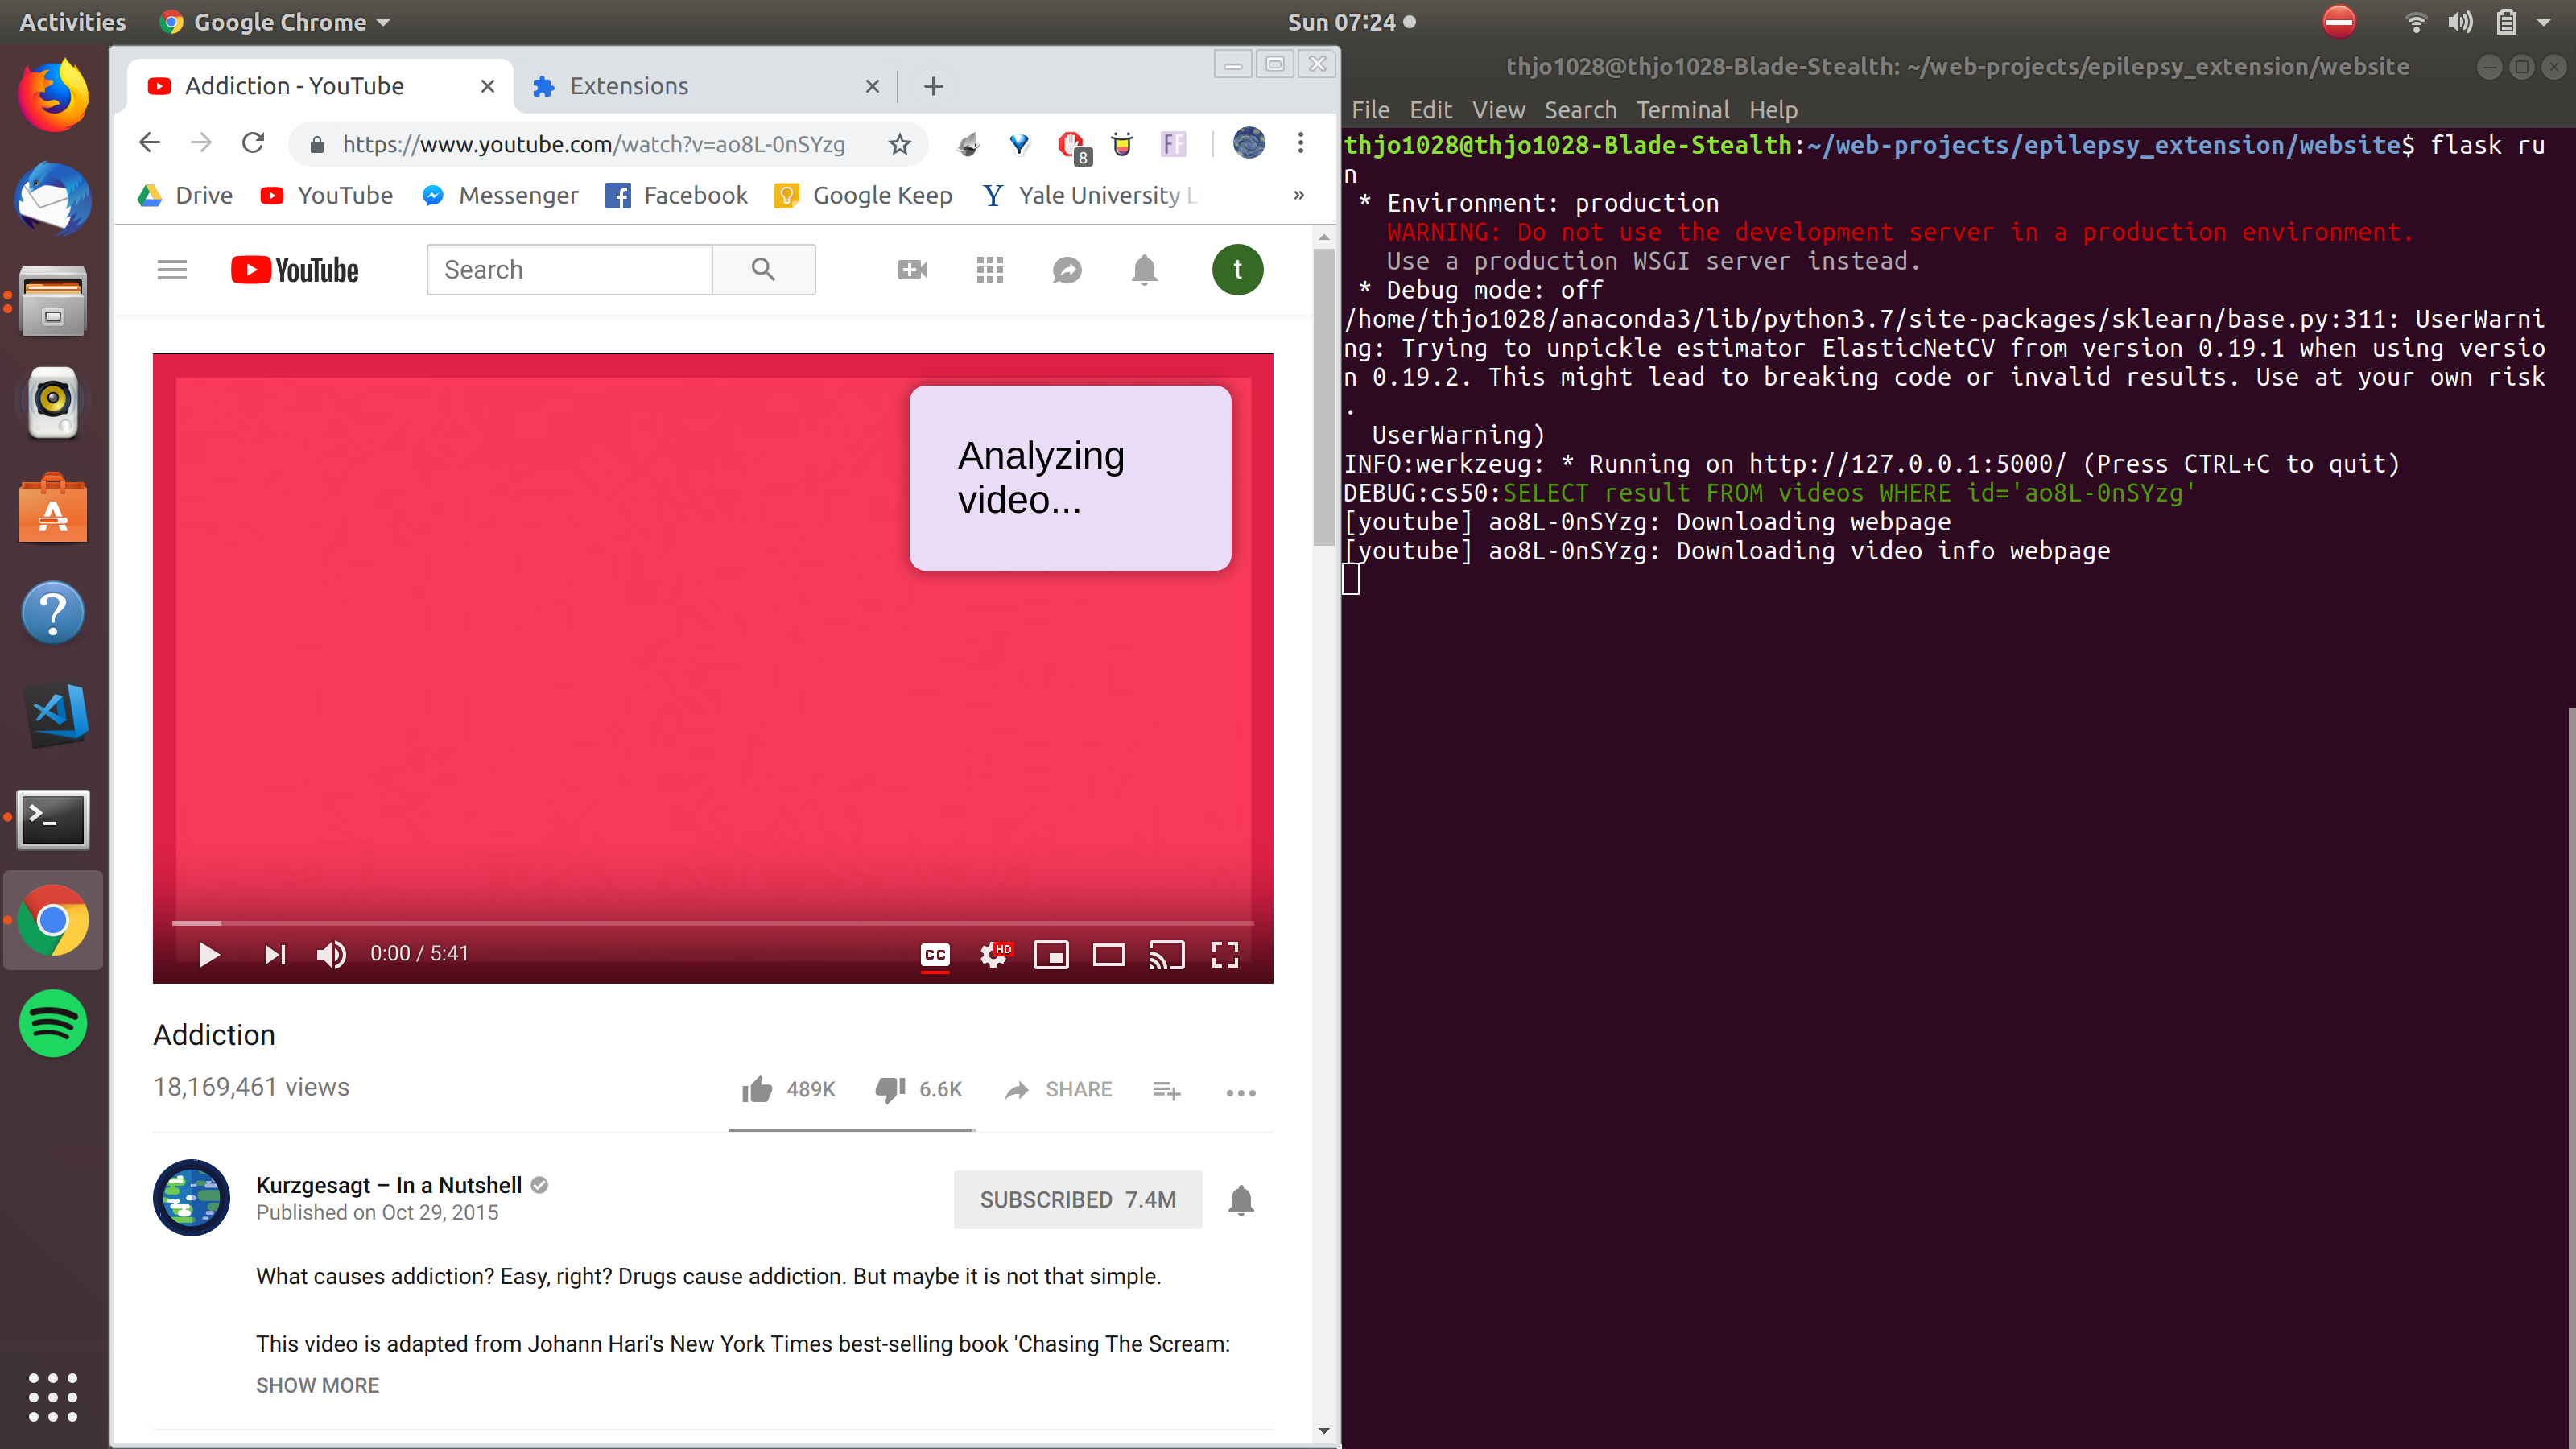 Activities
Google Chrome
Sun 07:24
Addiction - YouTube
Extensions
https://www.youtube.com/watch?v=ao8L-0nSYzg
8
FF
Drive
YouTube
Messenger
Facebook
Google Keep
Yale University L
»
YouTube
Search
t
Analyzing
video...
0:00 / 5:41
CC
HD
Addiction
18,169,461 views
489K
6.6K
SHARE
Kurzgesagt – In a Nutshell
Published on Oct 29, 2015
SUBSCRIBED 7.4M
What causes addiction? Easy, right? Drugs cause addiction. But maybe it is not that simple.
This video is adapted from Johann Hari's New York Times best-selling book 'Chasing The Scream:
SHOW MORE
thjo1028@thjo1028-Blade-Stealth: ~/web-projects/epilepsy_extension/website
File Edit View Search Terminal Help
thjo1028@thjo1028-Blade-Stealth:~/web-projects/epilepsy_extension/website$ flask ru
n
* Environment: production
WARNING: Do not use the development server in a production environment.
Use a production WSGI server instead.
* Debug mode: off
/home/thjo1028/anaconda3/lib/python3.7/site-packages/sklearn/base.py:311: UserWarni
ng: Trying to unpickle estimator ElasticNetCV from version 0.19.1 when using versio
n 0.19.2. This might lead to breaking code or invalid results. Use at your own risk
.
UserWarning)
INFO:werkzeug: * Running on http://127.0.0.1:5000/ (Press CTRL+C to quit)
DEBUG:cs50:SELECT result FROM videos WHERE id='ao8L-0nSYzg'
[youtube] ao8L-0nSYzg: Downloading webpage
[youtube] ao8L-0nSYzg: Downloading video info webpage